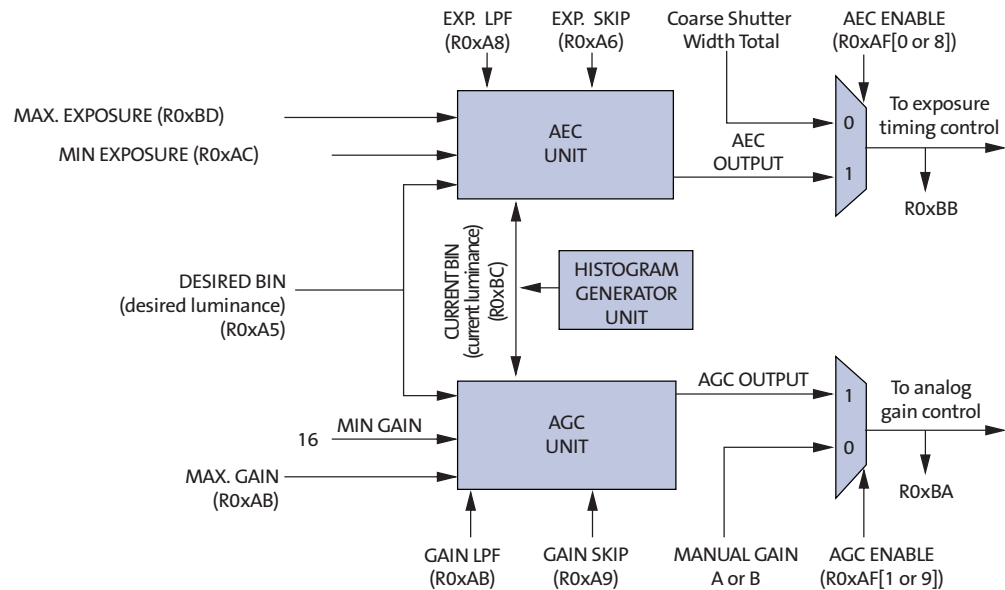 EXP. LPF
(R0xA8)
EXP. SKIP
(R0xA6)
Coarse Shutter
Width Total
AEC ENABLE
(R0xAF[0 or 8])
MAX. EXPOSURE (R0xBD)
MIN EXPOSURE (R0xAC)
AEC
UNIT
AEC
OUTPUT
0
1
To exposure
timing control
R0xBB
DESIRED BIN
(desired luminance)
(R0xA5)
CURRENT BIN
(current luminance)
(R0xBC)
HISTOGRAM
GENERATOR
UNIT
16
MIN GAIN
MAX. GAIN
(R0xAB)
AGC
UNIT
AGC OUTPUT
1
0
To analog
gain control
R0xBA
GAIN LPF
(R0xAB)
GAIN SKIP
(R0xA9)
MANUAL GAIN
A or B
AGC ENABLE
(R0xAF[1 or 9])